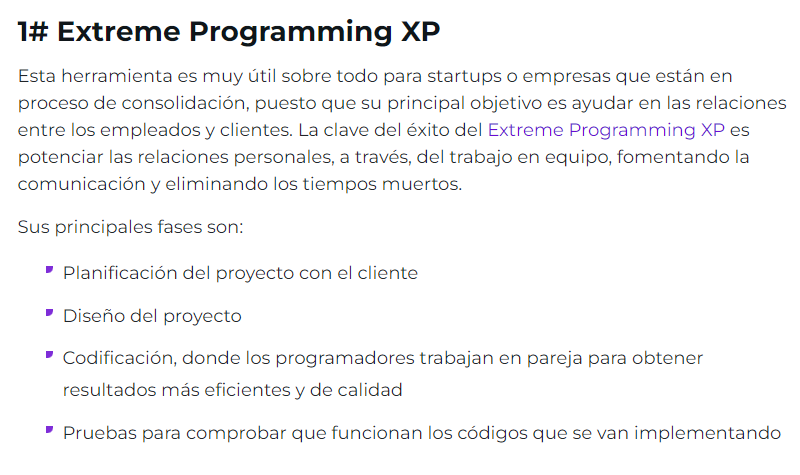 1# Extreme Programming XP
Esta herramienta es muy útil sobre todo para startups o empresas que están en
proceso de consolidación, puesto que su principal objetivo es ayudar en las relaciones
entre los empleados y clientes. La clave del éxito del Extreme Programming XP es
potenciar las relaciones personales, a través, del trabajo en equipo, fomentando la
comunicación y eliminando los tiempos muertos.
Sus principales fases son:
Planificación del proyecto con el cliente
Diseño del proyecto
Codificación, donde los programadores trabajan en pareja para obtener
resultados más eficientes y de calidad
Pruebas para comprobar que funcionan los códigos que se van implementando